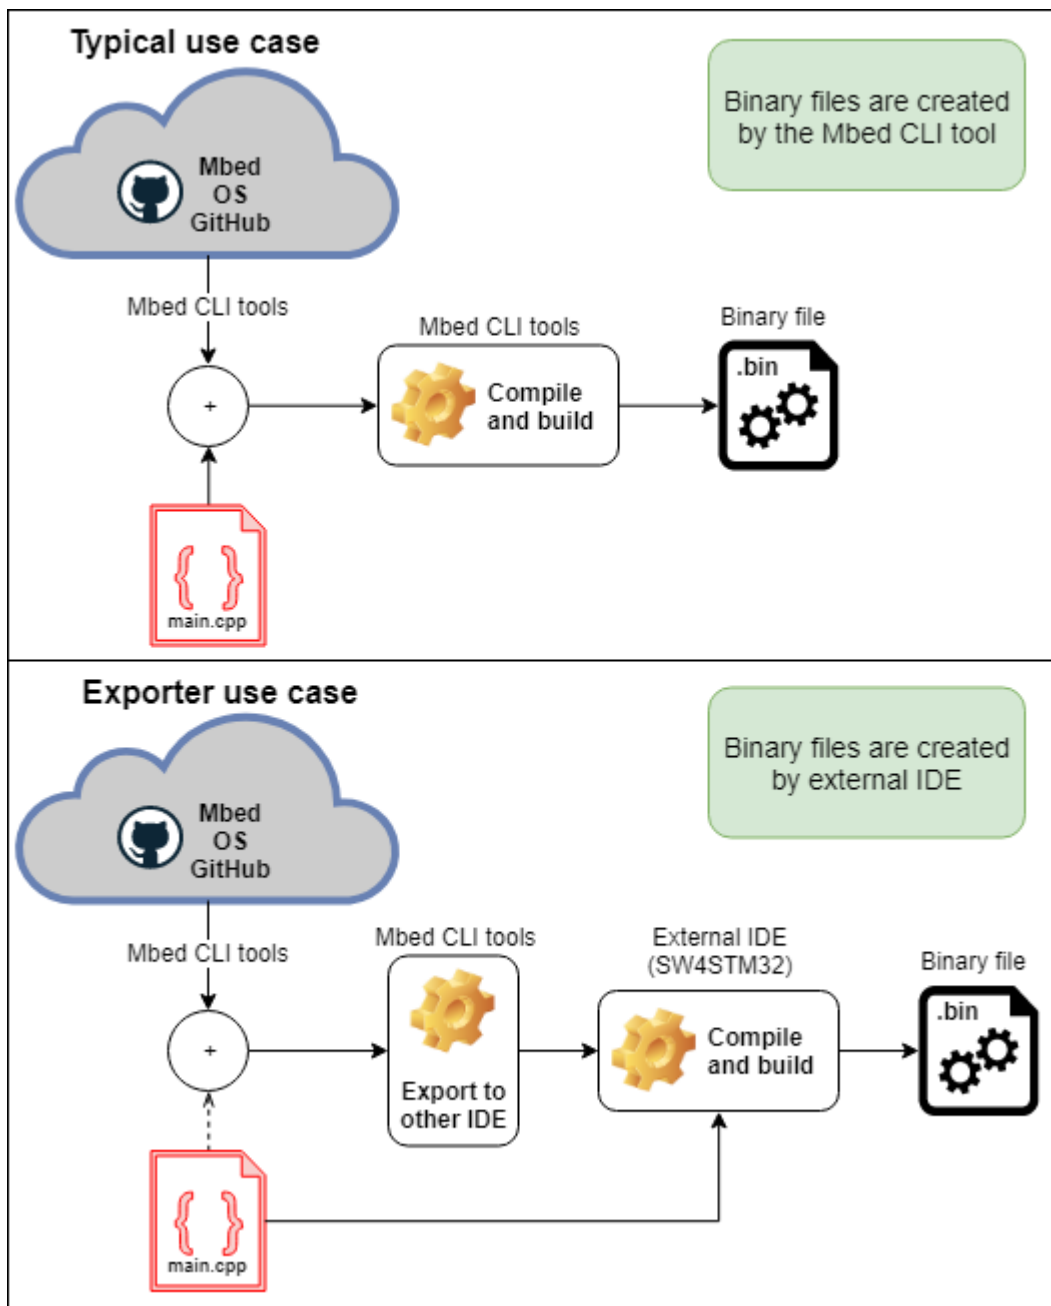 Typical use case
Binary files are created
by the Mbed CLI tool
Mbed
OS
GitHub
Mbed CLI tools
Mbed CLI tools
Binary file
+
Compile
and build
.bin
{ }
main.cpp
Exporter use case
Binary files are created
by external IDE
Mbed
OS
GitHub
Mbed CLI tools
Mbed CLI tools
External IDE
(SW4STM32)
Binary file
+
Export to
other IDE
Compile
and build
.bin
{ }
main.cpp